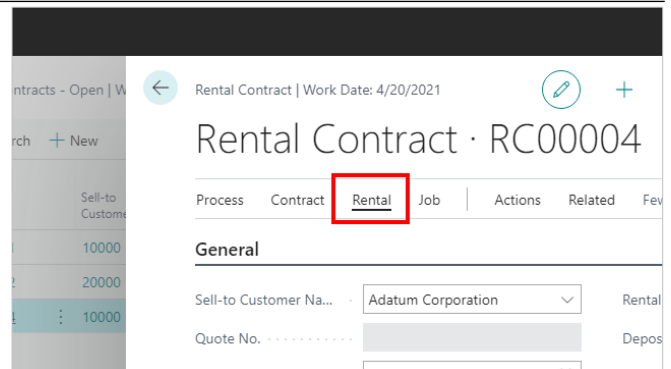 ntracts - Open | W
Rental Contract | Work Date: 4/20/2021
rch + New
Rental Contract · RC00004
Process Contract Rental Job Actions Related Few
Sell-to
Custome
General
10000
20000
10000
Sell-to Customer Na... Adatum Corporation Rental
Quote No. Depos